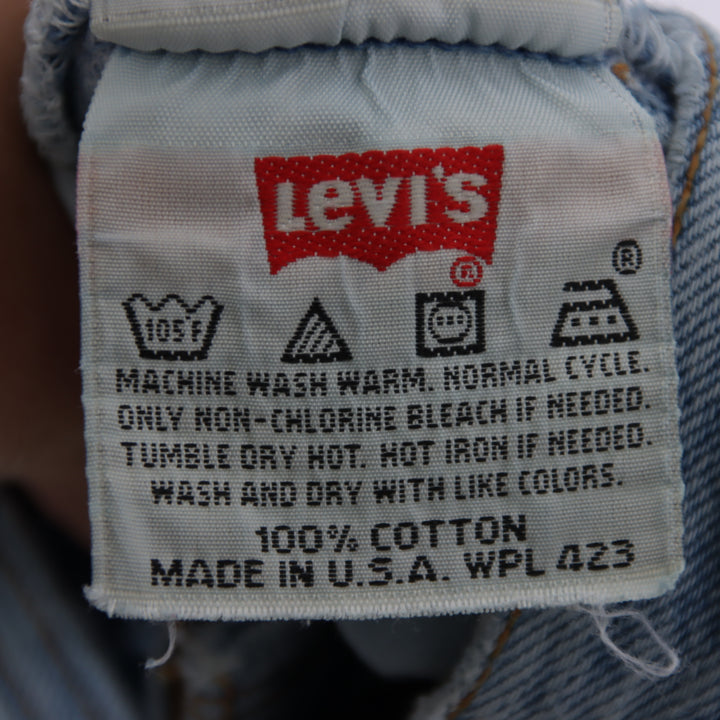 LEVI'S
®
®
105°F
MACHINE WASH WARM. NORMAL CYCLE.
ONLY NON-CHLORINE BLEACH IF NEEDED.
TUMBLE DRY HOT. HOT IRON IF NEEDED.
WASH AND DRY WITH LIKE COLORS.
100% COTTON
MADE IN U.S.A. WPL 423